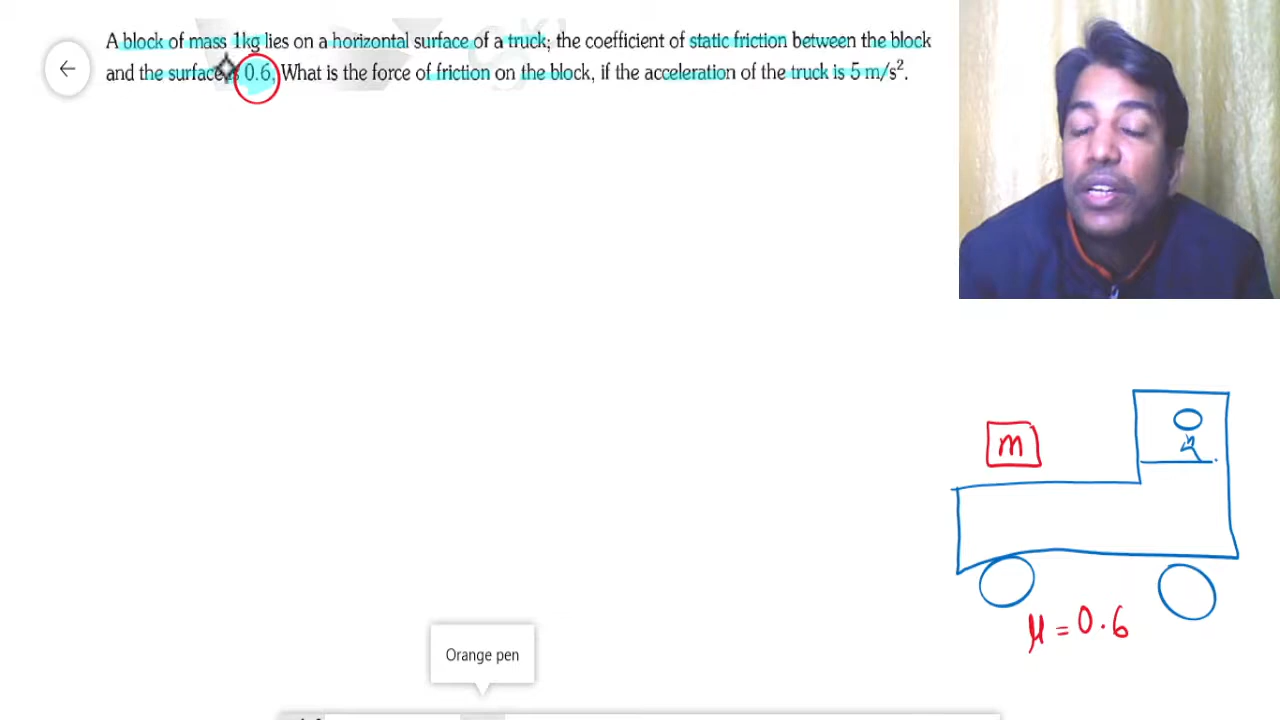 A block of mass 1kg lies on a horizontal surface of a truck; the coefficient of static friction between the block
and the surface is 0.6, What is the force of friction on the block, if the acceleration of the truck is 5 m/s².
m
μ = 0.6
Orange pen